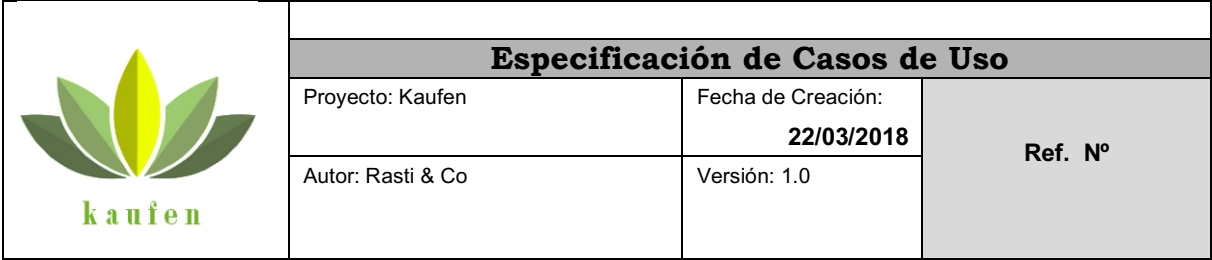 Especificación de Casos de Uso
Proyecto: Kaufen
Fecha de Creación:
22/03/2018
Ref. Nº
Autor: Rasti & Co
Versión: 1.0
kaufen